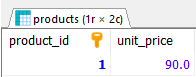 products (1r × 2c)
product_id unit_price
1 90.0